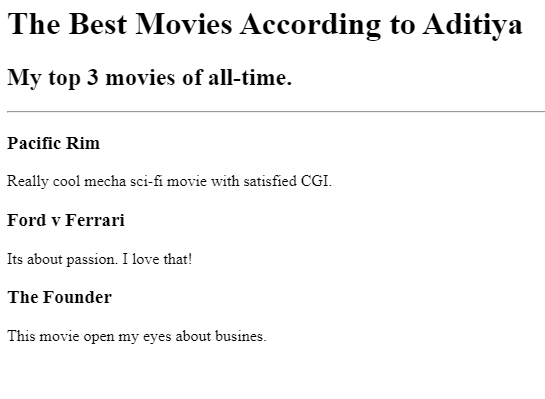 The Best Movies According to Aditiya
My top 3 movies of all-time.
Pacific Rim
Really cool mecha sci-fi movie with satisfied CGI.
Ford v Ferrari
Its about passion. I love that!
The Founder
This movie open my eyes about busines.